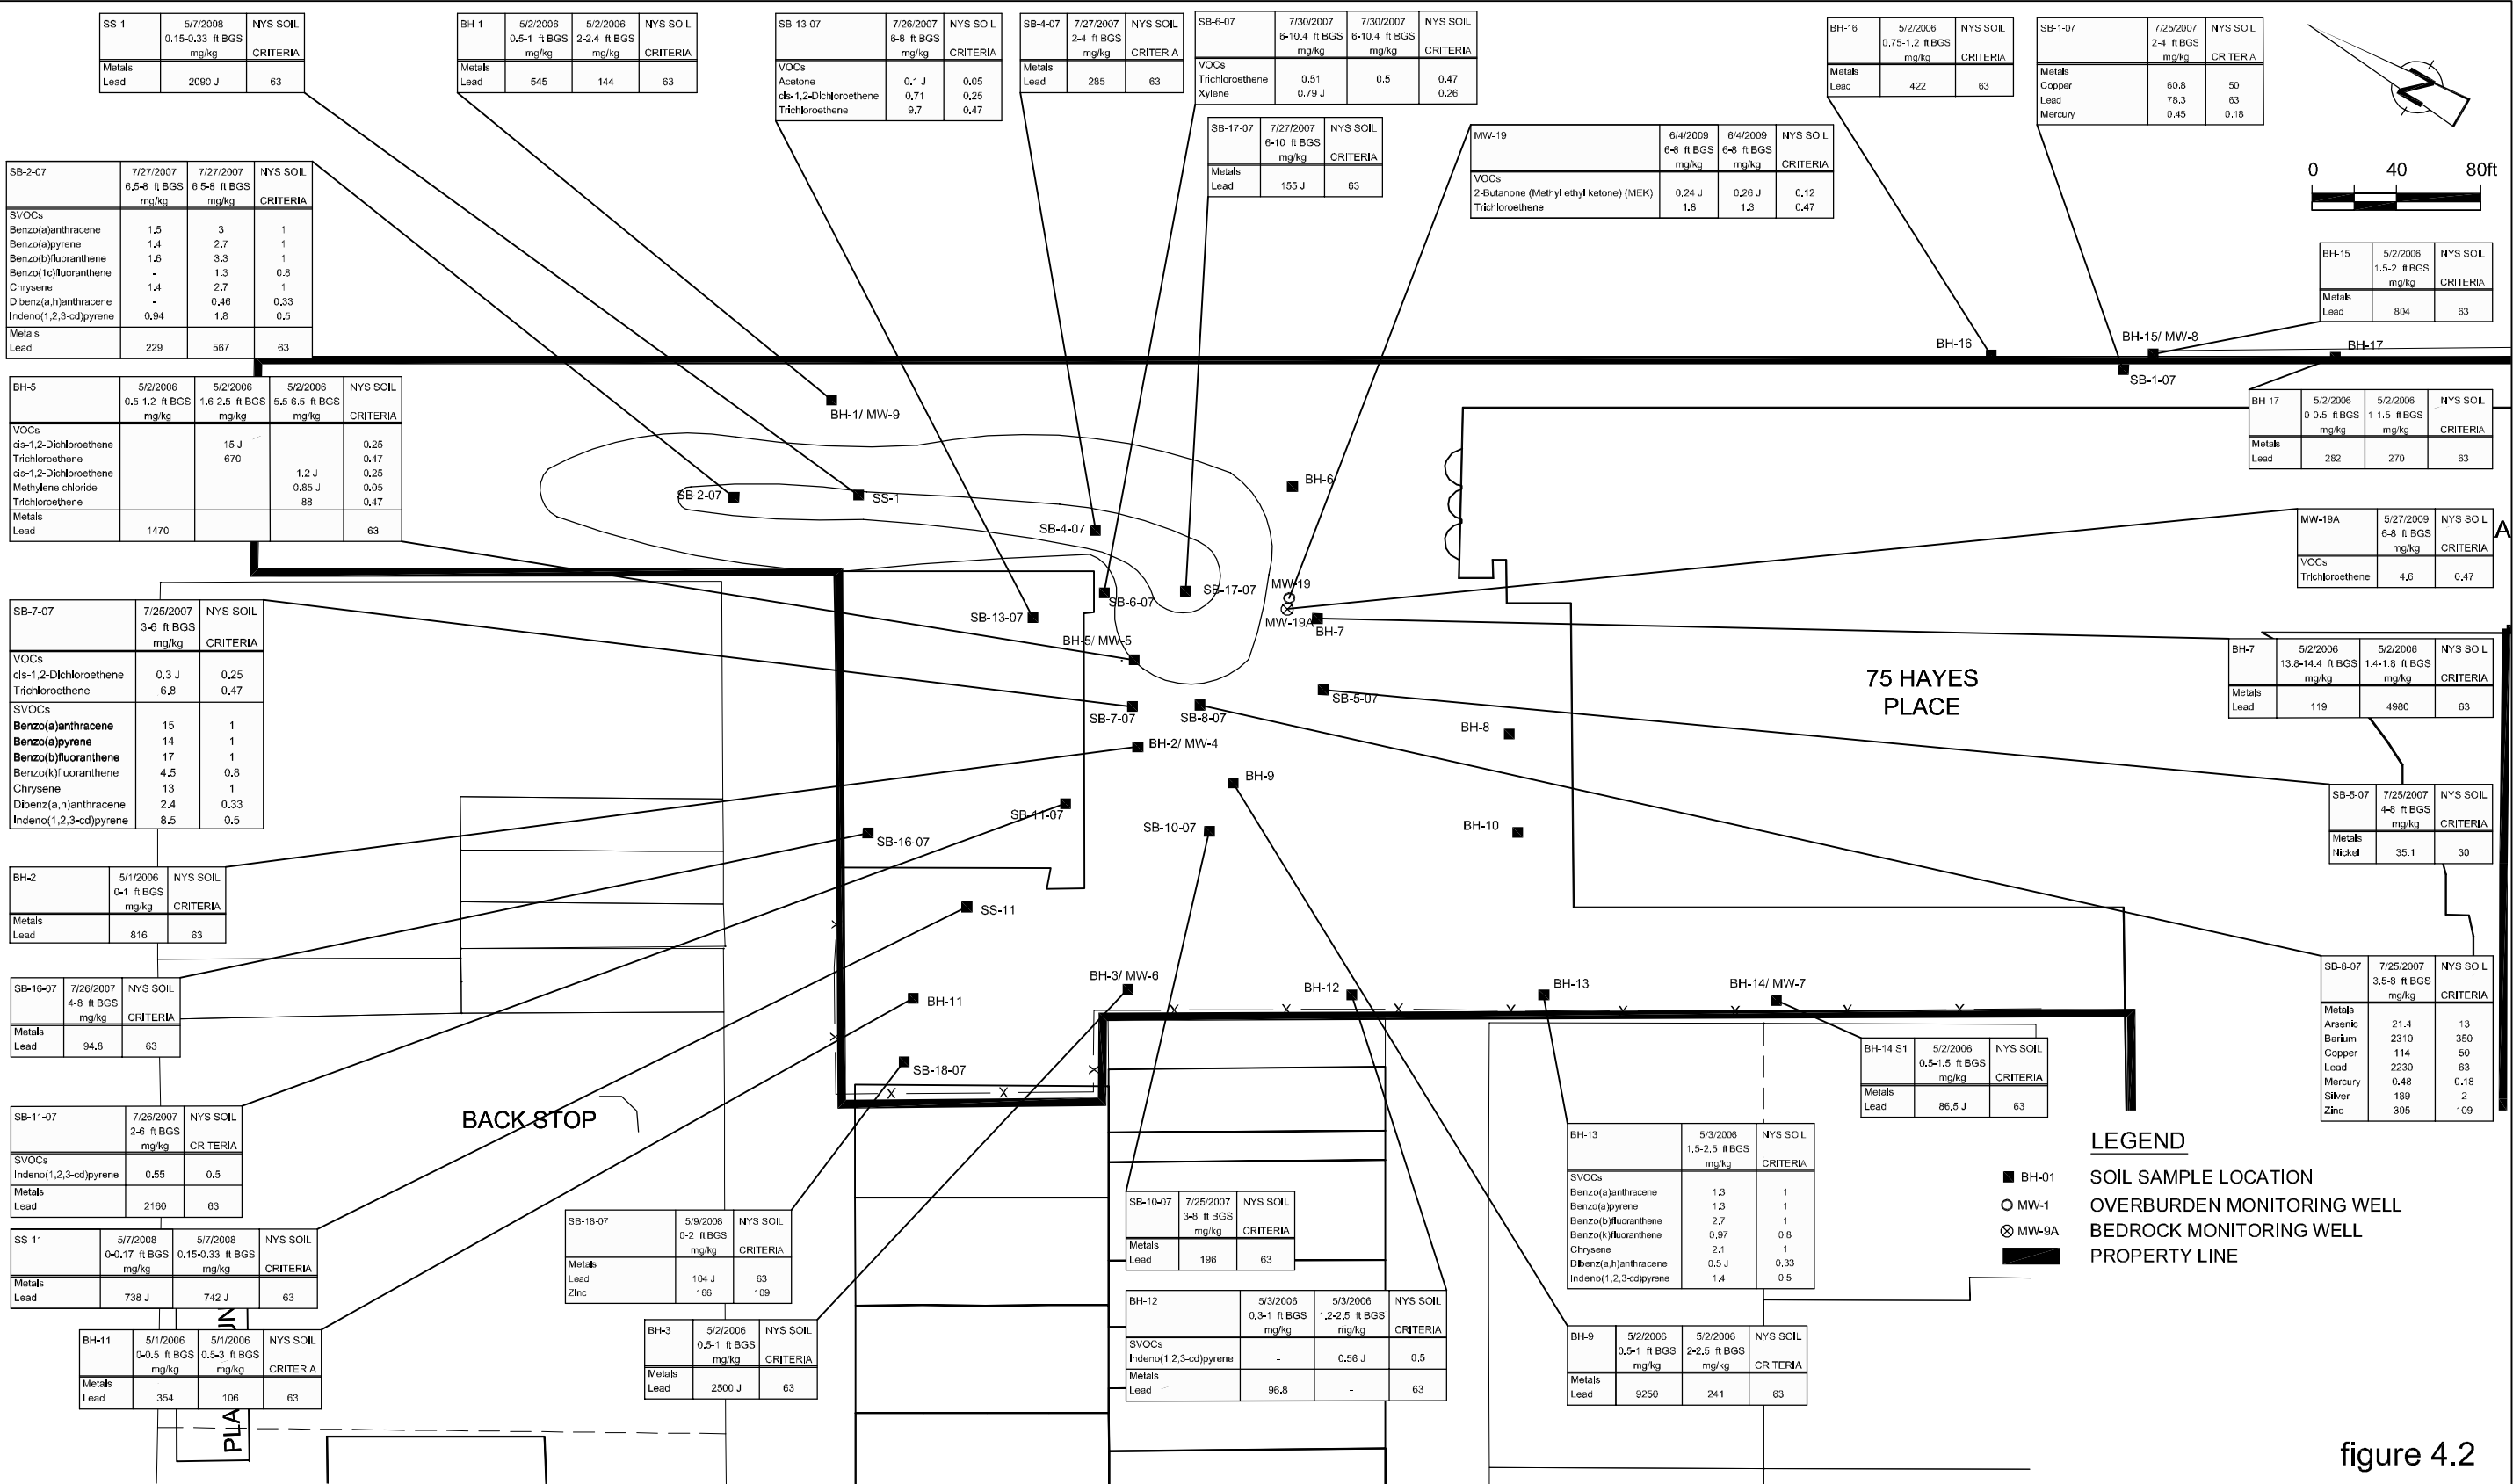 SS-1 5/7/2008 NYS SOIL
0.15-0.33 ft BGS
mg/kg CRITERIA
Metals
Lead 2090 J 63
BH-1 5/2/2006 5/2/2006 NYS SOIL
0.5-1 ft BGS 2-2.4 ft BGS
mg/kg mg/kg CRITERIA
Metals
Lead 545 144 63
SB-13-07 7/26/2007 NYS SOIL
6-8 ft BGS
mg/kg CRITERIA
VOCs
Acetone 0.1 J 0.05
cis-1,2-Dichloroethene 0.71 0.25
Trichloroethene 9.7 0.47
SB-4-07 7/27/2007 NYS SOIL
2-4 ft BGS
mg/kg CRITERIA
Metals
Lead 285 63
SB-6-07 7/30/2007 7/30/2007 NYS SOIL
6-10.4 ft BGS 6-10.4 ft BGS
mg/kg mg/kg CRITERIA
VOCs
Trichloroethene 0.51 0.5 0.47
Xylene 0.79 J 0.26
BH-16 5/2/2006 NYS SOIL
0.75-1.2 ft BGS
mg/kg CRITERIA
Metals
Lead 422 63
SB-1-07 7/25/2007 NYS SOIL
2-4 ft BGS
mg/kg CRITERIA
Metals
Copper 60.8 50
Lead 78.3 63
Mercury 0.45 0.18
N
0 40 80ft
SB-17-07 7/27/2007 NYS SOIL
6-10 ft BGS
mg/kg CRITERIA
Metals
Lead 155 J 63
MW-19 6/4/2009 6/4/2009 NYS SOIL
6-8 ft BGS 6-8 ft BGS
mg/kg mg/kg CRITERIA
VOCs
2-Butanone (Methyl ethyl ketone) (MEK) 0.24 J 0.26 J 0.12
Trichloroethene 1.8 1.3 0.47
SB-2-07 7/27/2007 7/27/2007 NYS SOIL
6.5-8 ft BGS 6.5-8 ft BGS
mg/kg mg/kg CRITERIA
SVOCs
Benzo(a)anthracene 1.5 3 1
Benzo(a)pyrene 1.4 2.7 1
Benzo(b)fluoranthene 1.6 3.3 1
Benzo(1c)fluoranthene - 1.3 0.8
Chrysene 1.4 2.7 1
Dibenz(a,h)anthracene - 0.46 0.33
Indeno(1,2,3-cd)pyrene 0.94 1.8 0.5
Metals
Lead 229 567 63
BH-15 5/2/2006 NYS SOIL
1.5-2 ft BGS
mg/kg CRITERIA
Metals
Lead 804 63
BH-16
BH-15/ MW-8
BH-17
SB-1-07
BH-5 5/2/2006 5/2/2006 5/2/2006 NYS SOIL
0.5-1.2 ft BGS 1.6-2.5 ft BGS 5.5-6.5 ft BGS
mg/kg mg/kg mg/kg CRITERIA
VOCs
cis-1,2-Dichloroethene 15 J 0.25
Trichloroethene 670 0.47
cis-1,2-Dichloroethene 1.2 J 0.25
Methylene chloride 0.85 J 0.05
Trichloroethene 88 0.47
Metals
Lead 1470 63
BH-17 5/2/2006 5/2/2006 NYS SOIL
0-0.5 ft BGS 1-1.5 ft BGS
mg/kg mg/kg CRITERIA
Metals
Lead 282 270 63
BH-1/ MW-9
SB-2-07
SS-1
BH-6
SB-4-07
MW-19A 5/27/2009 NYS SOIL
6-8 ft BGS
mg/kg CRITERIA
VOCs
Trichloroethene 4.6 0.47
A
SB-17-07
MW-19
SB-6-07
SB-13-07
MW-19A
BH-7
BH-5/ MW-5
SB-7-07 7/25/2007 NYS SOIL
3-6 ft BGS
mg/kg CRITERIA
VOCs
cis-1,2-Dichloroethene 0.3 J 0.25
Trichloroethene 6.8 0.47
SVOCs
Benzo(a)anthracene 15 1
Benzo(a)pyrene 14 1
Benzo(b)fluoranthene 17 1
Benzo(k)fluoranthene 4.5 0.8
Chrysene 13 1
Dibenz(a,h)anthracene 2.4 0.33
Indeno(1,2,3-cd)pyrene 8.5 0.5
BH-7 5/2/2006 5/2/2006 NYS SOIL
13.8-14.4 ft BGS 1.4-1.8 ft BGS
mg/kg mg/kg CRITERIA
Metals
Lead 119 4980 63
75 HAYES
PLACE
SB-5-07
SB-7-07
SB-8-07
BH-8
BH-2/ MW-4
BH-9
SB-11-07
SB-10-07
BH-10
SB-16-07
SB-5-07 7/25/2007 NYS SOIL
4-8 ft BGS
mg/kg CRITERIA
Metals
Nickel 35.1 30
BH-2 5/1/2006 NYS SOIL
0-1 ft BGS
mg/kg CRITERIA
Metals
Lead 816 63
SS-11
SB-16-07 7/26/2007 NYS SOIL
4-8 ft BGS
mg/kg CRITERIA
Metals
Lead 94.8 63
BH-11
BH-3/ MW-6
BH-12
BH-13
BH-14/ MW-7
SB-8-07 7/25/2007 NYS SOIL
3.5-8 ft BGS
mg/kg CRITERIA
Metals
Arsenic 21.4 13
Barium 2310 350
Copper 114 50
Lead 2230 63
Mercury 0.48 0.18
Silver 189 2
Zinc 305 109
SB-18-07
BH-14 S1 5/2/2006 NYS SOIL
0.5-1.5 ft BGS
mg/kg CRITERIA
Metals
Lead 86.5 J 63
BACK STOP
SB-11-07 7/26/2007 NYS SOIL
2-6 ft BGS
mg/kg CRITERIA
SVOCs
Indeno(1,2,3-cd)pyrene 0.55 0.5
Metals
Lead 2160 63
BH-13 5/3/2006 NYS SOIL
1.5-2.5 ft BGS
mg/kg CRITERIA
SVOCs
Benzo(a)anthracene 1.3 1
Benzo(a)pyrene 1.3 1
Benzo(b)fluoranthene 2.7 1
Benzo(k)fluoranthene 0.97 0.8
Chrysene 2.1 1
Dibenz(a,h)anthracene 0.5 J 0.33
Indeno(1,2,3-cd)pyrene 1.4 0.5
LEGEND
BH-01 SOIL SAMPLE LOCATION
MW-1 OVERBURDEN MONITORING WELL
MW-9A BEDROCK MONITORING WELL
PROPERTY LINE
SB-10-07 7/25/2007 NYS SOIL
3-8 ft BGS
mg/kg CRITERIA
Metals
Lead 196 63
SB-18-07 5/9/2008 NYS SOIL
0-2 ft BGS
mg/kg CRITERIA
Metals
Lead 104 J 63
Zinc 166 109
SS-11 5/7/2008 5/7/2008 NYS SOIL
0-0.17 ft BGS 0.15-0.33 ft BGS
mg/kg mg/kg CRITERIA
Metals
Lead 738 J 742 J 63
BH-12 5/3/2006 5/3/2006 NYS SOIL
0.3-1 ft BGS 1.2-2.5 ft BGS
mg/kg mg/kg CRITERIA
SVOCs
Indeno(1,2,3-cd)pyrene - 0.56 J 0.5
Metals
Lead 96.8 - 63
BH-3 5/2/2006 NYS SOIL
0.5-1 ft BGS
mg/kg CRITERIA
Metals
Lead 2500 J 63
BH-9 5/2/2006 5/2/2006 NYS SOIL
0.5-1 ft BGS 2-2.5 ft BGS
mg/kg mg/kg CRITERIA
Metals
Lead 9250 241 63
BH-11 5/1/2006 5/1/2006 NYS SOIL
0-0.5 ft BGS 0.5-3 ft BGS
mg/kg mg/kg CRITERIA
Metals
Lead 354 106 63
figure 4.2